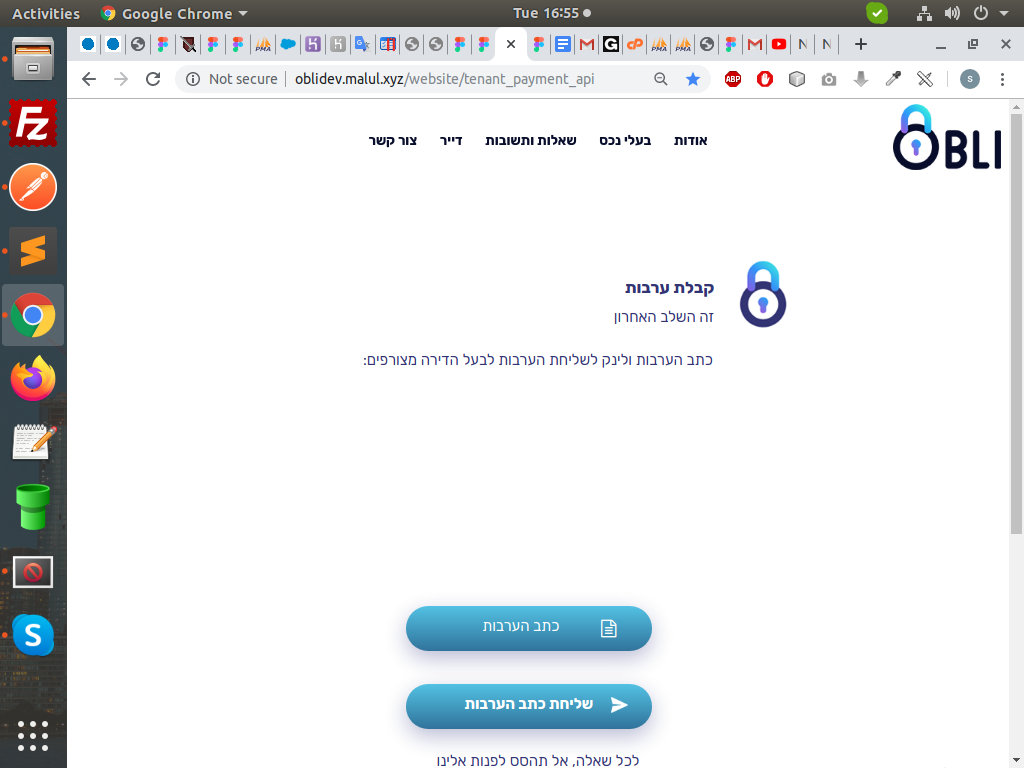 Activities
Google Chrome
Tue 16:55
Not secure
oblidev.malul.xyz/website/tenant_payment_api
ABP
S
OBLI
אודות
בעלי נכס
שאלות ותשובות
דייר
צור קשר
קבלת ערבות
זה השלב האחרון
כתב הערבות ולינק לשליחת הערבות לבעל הדירה מצורפים:
כתב הערבות
שליחת כתב הערבות
לכל שאלה, אל תהסס לפנות אלינו